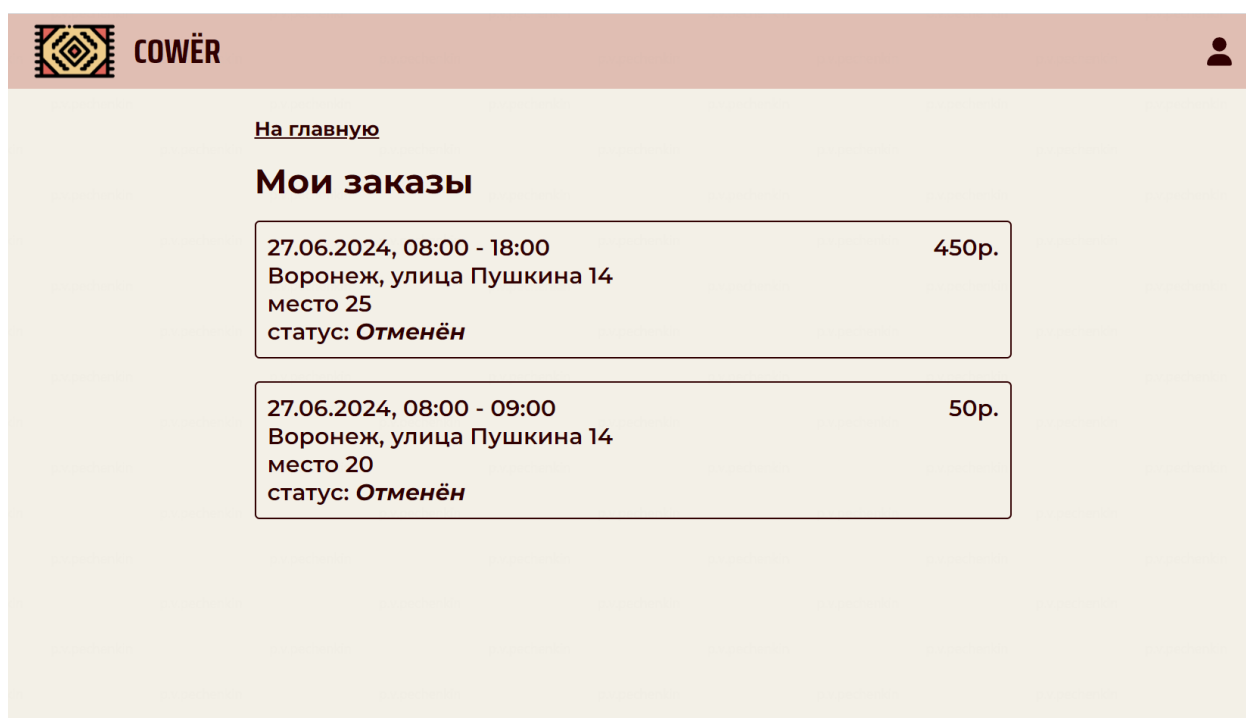 COWËR
На главную
Мои заказы
27.06.2024, 08:00 - 18:00
450р.
Воронеж, улица Пушкина 14
место 25
статус: Отменён
27.06.2024, 08:00 - 09:00
50р.
Воронеж, улица Пушкина 14
место 20
статус: Отменён